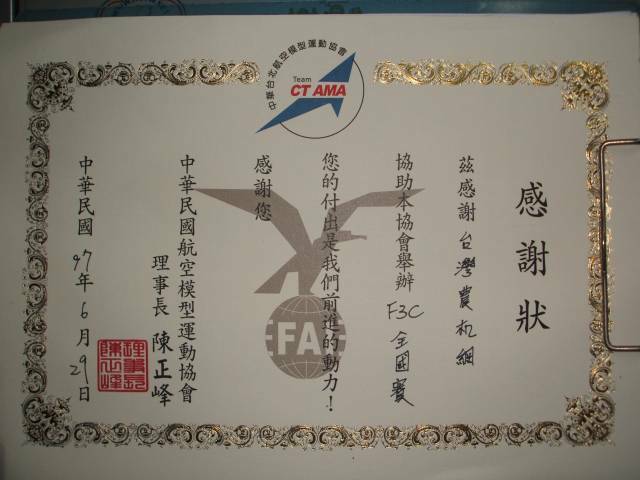 中華台北航空模型運動協會
Team
CT AMA
感謝狀
茲感謝台灣農机網
協助本協會舉辦F3C全國賽
您的付出是我們前進的動力！
感謝您
中華民國航空模型運動協會
理事長 陳正峰
中華民國97年6月29日
FAI